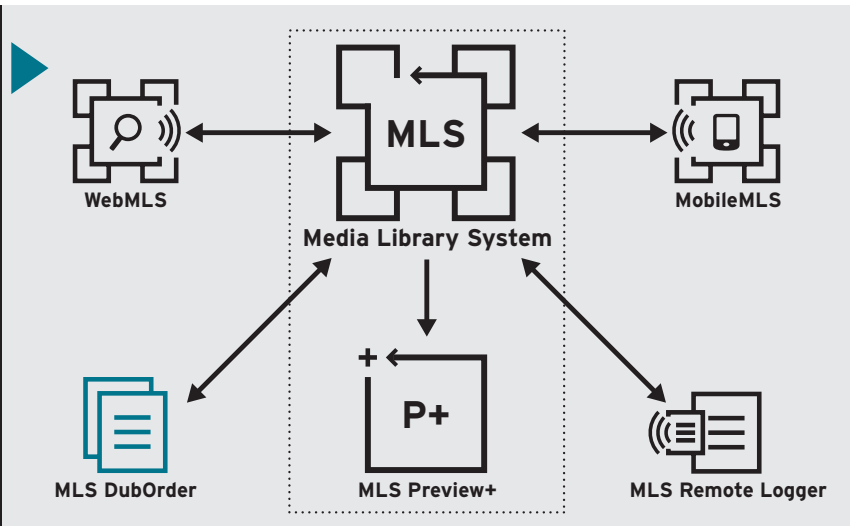 MLS
WebMLS
MobileMLS
Media Library System
P+
MLS DubOrder
MLS Preview+
MLS Remote Logger